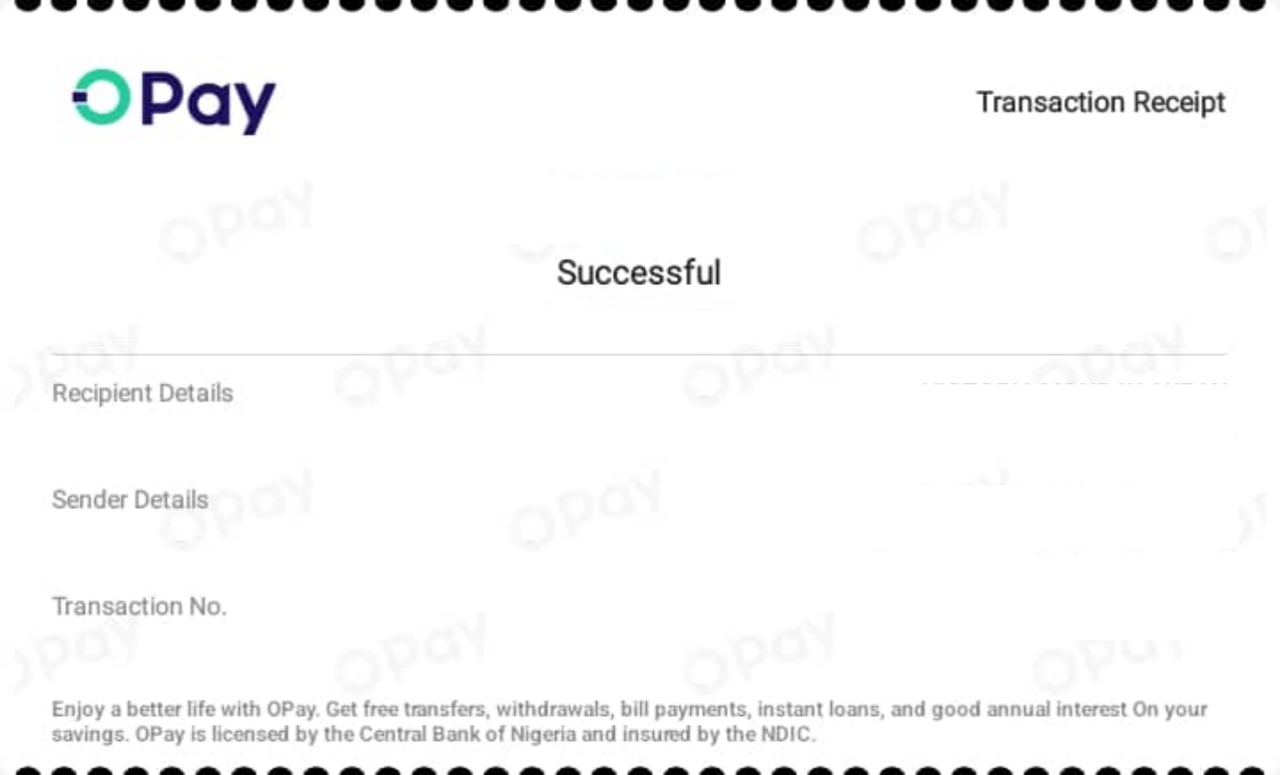 OPay
Transaction Receipt
Successful
Recipient Details
Sender Details
Transaction No.
Enjoy a better life with OPay. Get free transfers, withdrawals, bill payments, instant loans, and good annual interest On your
savings. OPay is licensed by the Central Bank of Nigeria and insured by the NDIC.